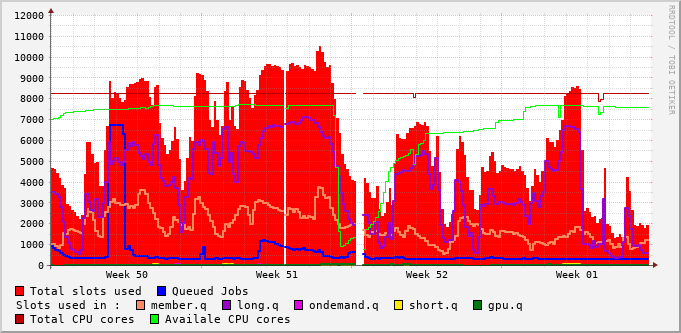 RRDTOOL / TOBI OETIKER
12000
11000
10000
9000
8000
7000
6000
5000
4000
3000
2000
1000
0
Week 50 Week 51 Week 52 Week 01
Total slots used Queued Jobs
Slots used in : member.q long.q ondemand.q short.q gpu.q
Total CPU cores Availale CPU cores